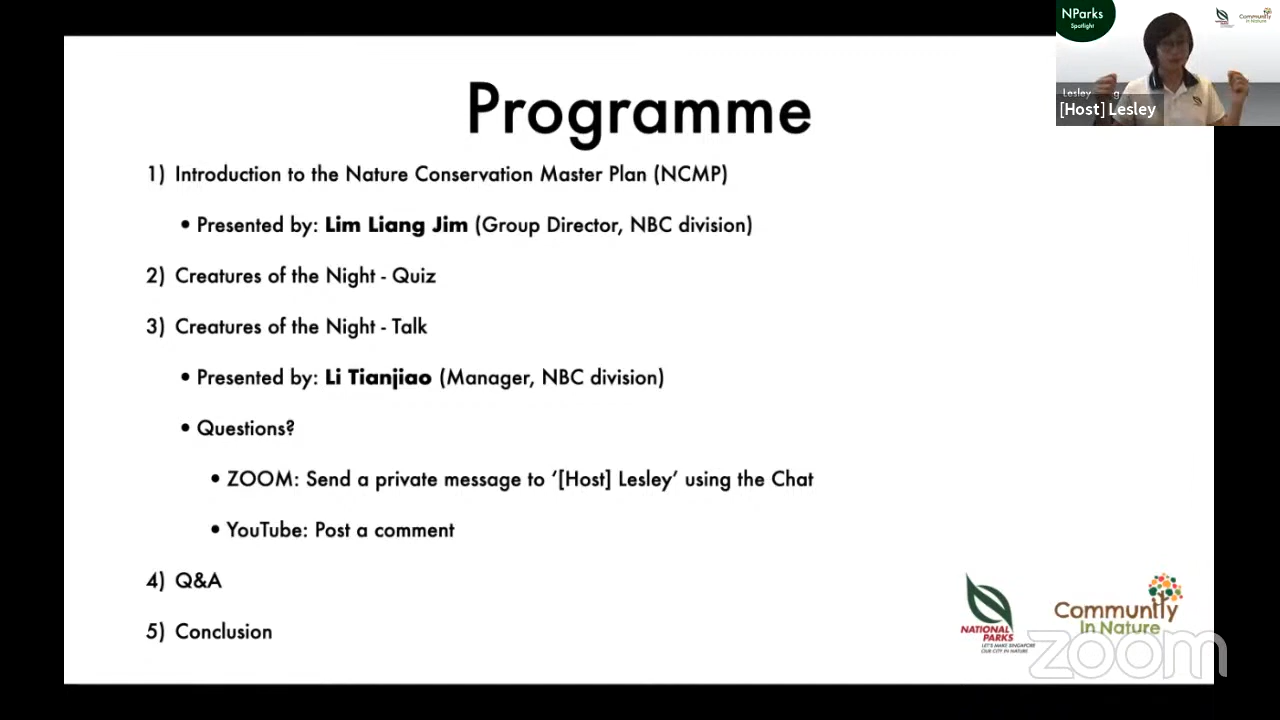 Programme
1) Introduction to the Nature Conservation Master Plan (NCMP)
• Presented by: Lim Liang Jim (Group Director, NBC division)
2) Creatures of the Night - Quiz
3) Creatures of the Night - Talk
• Presented by: Li Tianjiao (Manager, NBC division)
• Questions?
• ZOOM: Send a private message to ‘[Host] Lesley’ using the Chat
• YouTube: Post a comment
4) Q&A
5) Conclusion
NParks
Spotlight
Community
In Nature
Lesley
[Host] Lesley
NATIONAL
PARKS
LET'S MAKE SINGAPORE
OUR CITY IN NATURE
Community
In Nature
zoom